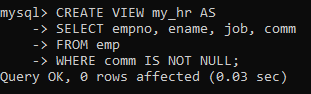 mysql> CREATE VIEW my_hr AS
    -> SELECT empno, ename, job, comm
    -> FROM emp
    -> WHERE comm IS NOT NULL;
Query OK, 0 rows affected (0.03 sec)